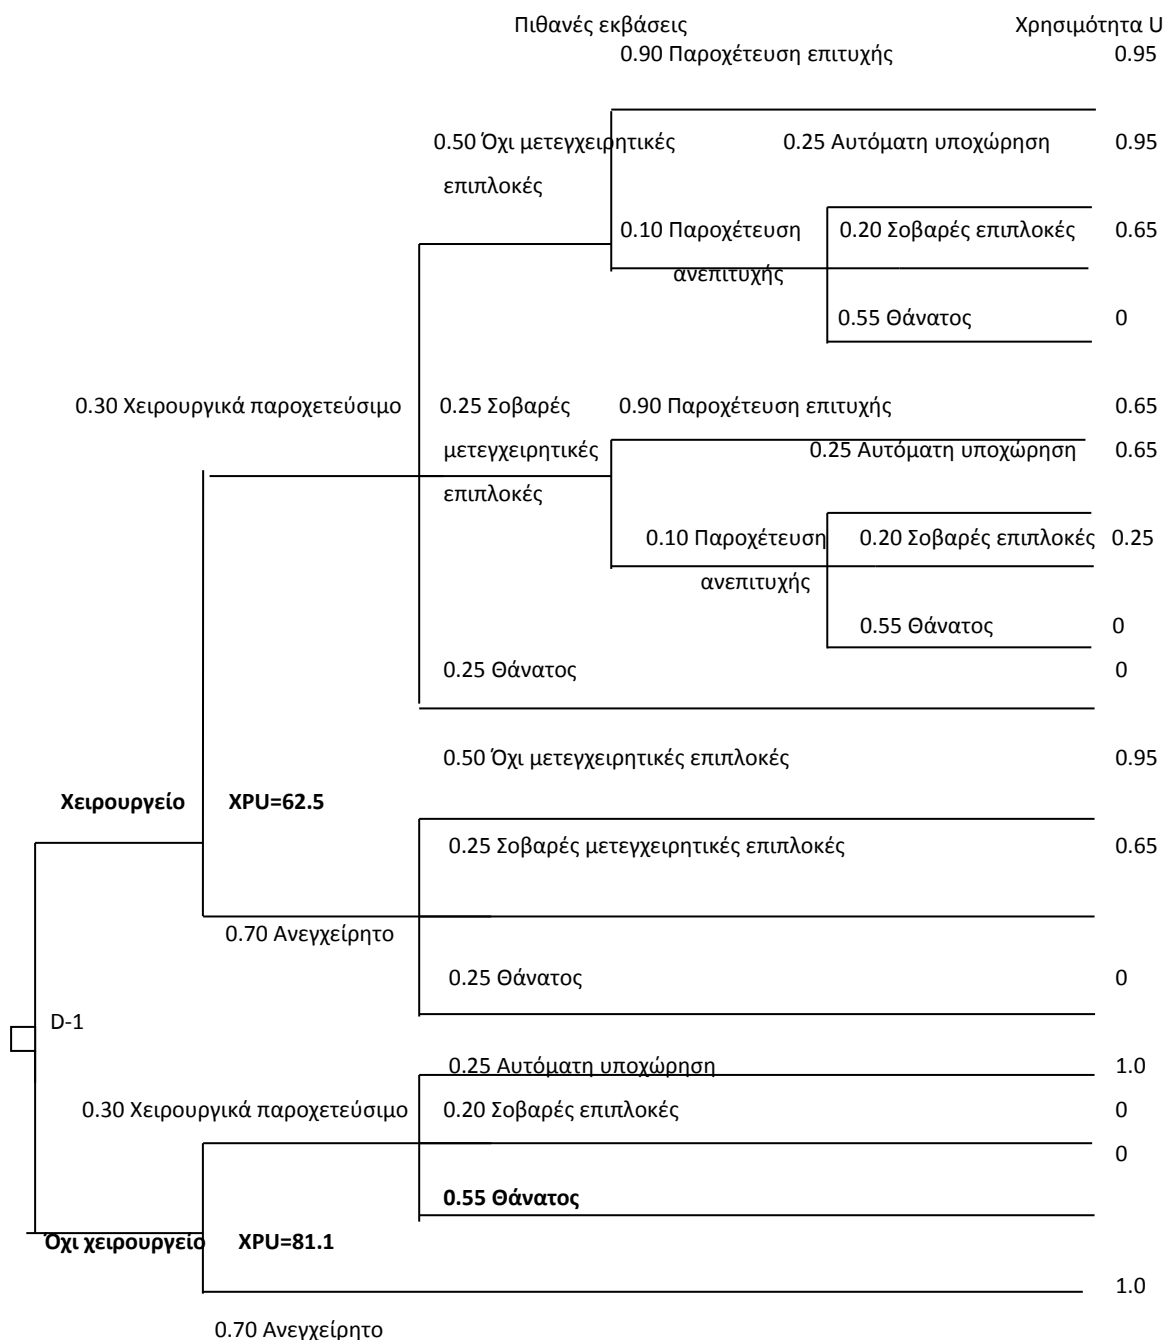 Πιθανές εκβάσεις Χρησιμότητα U
0.90 Παροχέτευση επιτυχής 0.95
0.50 Όχι μετεγχειρητικές 0.25 Αυτόματη υποχώρηση 0.95
επιπλοκές
0.10 Παροχέτευση 0.20 Σοβαρές επιπλοκές 0.65
ανεπιτυχής
0.55 Θάνατος 0
0.30 Χειρουργικά παροχετεύσιμο 0.25 Σοβαρές 0.90 Παροχέτευση επιτυχής 0.65
μετεγχειρητικές 0.25 Αυτόματη υποχώρηση 0.65
επιπλοκές
0.10 Παροχέτευση 0.20 Σοβαρές επιπλοκές 0.25
ανεπιτυχής
0.55 Θάνατος 0
0.25 Θάνατος 0
0.50 Όχι μετεγχειρητικές επιπλοκές 0.95
Χειρουργείο XPU=62.5
0.25 Σοβαρές μετεγχειρητικές επιπλοκές 0.65
0.70 Ανεγχείρητο
0.25 Θάνατος 0
D-1
0.25 Αυτόματη υποχώρηση 1.0
0.30 Χειρουργικά παροχετεύσιμο 0.20 Σοβαρές επιπλοκές 0
0
0.55 Θάνατος
Όχι χειρουργείο XPU=81.1
1.0
0.70 Ανεγχείρητο